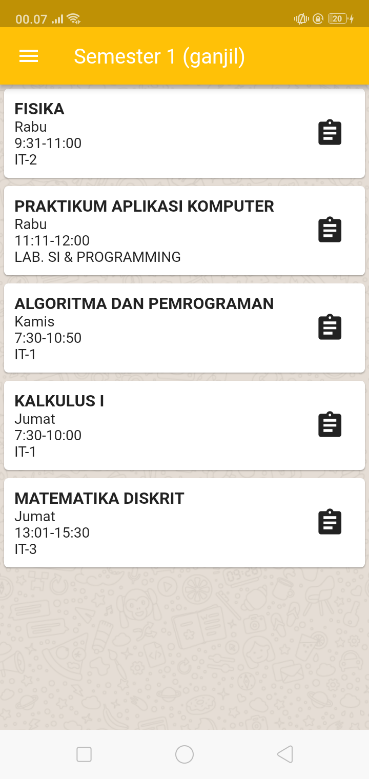 00.07
20
Semester 1 (ganjil)
FISIKA
Rabu
9:31-11:00
IT-2
PRAKTIKUM APLIKASI KOMPUTER
Rabu
11:11-12:00
LAB. SI & PROGRAMMING
ALGORITMA DAN PEMROGRAMAN
Kamis
7:30-10:50
IT-1
KALKULUS I
Jumat
7:30-10:00
IT-1
MATEMATIKA DISKRIT
Jumat
13:01-15:30
IT-3